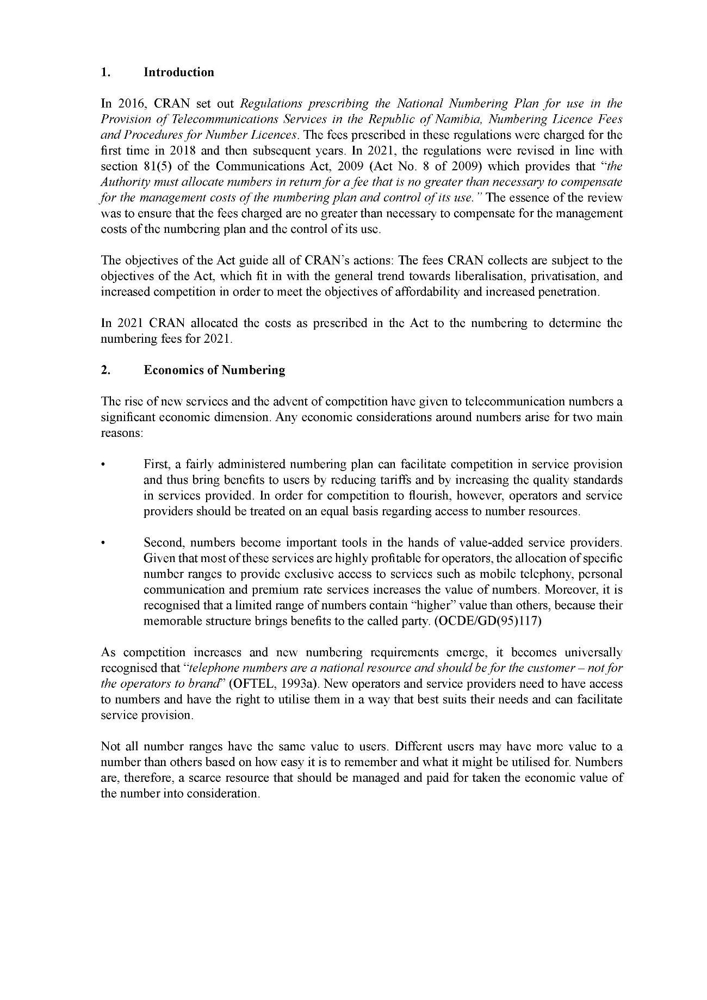 1. Introduction
In 2016, CRAN set out Regulations prescribing the National Numbering Plan for use in the
Provision of Telecommunications Services in the Republic of Namibia, Numbering Licence Fees
and Procedures for Number Licences. The fees prescribed in these regulations were charged for the
first time in 2018 and then subsequent years. In 2021, the regulations were revised in line with
section 81(5) of the Communications Act, 2009 (Act No. 8 of 2009) which provides that “the
Authority must allocate numbers in return for a fee that is no greater than necessary to compensate
for the management costs of the numbering plan and control of its use.” The essence of the review
was to ensure that the fees charged are no greater than necessary to compensate for the management
costs of the numbering plan and the control of its use.
The objectives of the Act guide all of CRAN’s actions: The fees CRAN collects are subject to the
objectives of the Act, which fit in with the general trend towards liberalisation, privatisation, and
increased competition in order to meet the objectives of affordability and increased penetration.
In 2021 CRAN allocated the costs as prescribed in the Act to the numbering to determine the
numbering fees for 2021.
2. Economics of Numbering
The rise of new services and the advent of competition have given to telecommunication numbers a
significant economic dimension. Any economic considerations around numbers arise for two main
reasons:
• First, a fairly administered numbering plan can facilitate competition in service provision
and thus bring benefits to users by reducing tariffs and by increasing the quality standards
in services provided. In order for competition to flourish, however, operators and service
providers should be treated on an equal basis regarding access to number resources.
• Second, numbers become important tools in the hands of value-added service providers.
Given that most of these services are highly profitable for operators, the allocation of specific
number ranges to provide exclusive access to services such as mobile telephony, personal
communication and premium rate services increases the value of numbers. Moreover, it is
recognised that a limited range of numbers contain “higher” value than others, because their
memorable structure brings benefits to the called party. (OCDE/GD(95)117)
As competition increases and new numbering requirements emerge, it becomes universally
recognised that “telephone numbers are a national resource and should be for the customer – not for
the operators to brand” (OFTEL, 1993a). New operators and service providers need to have access
to numbers and have the right to utilise them in a way that best suits their needs and can facilitate
service provision.
Not all number ranges have the same value to users. Different users may have more value to a
number than others based on how easy it is to remember and what it might be utilised for. Numbers
are, therefore, a scarce resource that should be managed and paid for taken the economic value of
the number into consideration.